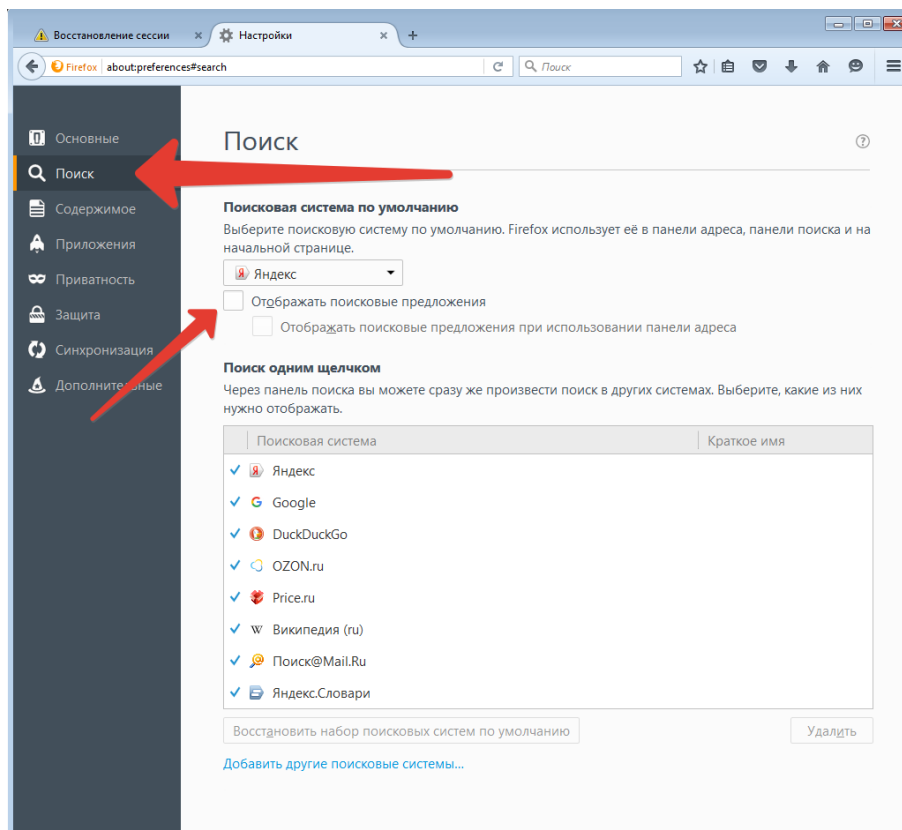 Восстановление сессии
Настройки
Firefox about:preferences#search
Поиск
Основные
Поиск
Содержимое
Приложения
Приватность
Защита
Синхронизация
Дополнительные
Поиск
Поисковая система по умолчанию
Выберите поисковую систему по умолчанию. Firefox использует её в панели адреса, панели поиска и на
начальной странице.
Яндекс
Отображать поисковые предложения
Отображать поисковые предложения при использовании панели адреса
Поиск одним щелчком
Через панель поиска вы можете сразу же произвести поиск в других системах. Выберите, какие из них
нужно отображать.
Поисковая система Краткое имя
Яндекс
Google
DuckDuckGo
OZON.ru
Price.ru
Википедия (ru)
Поиск@Mail.Ru
Яндекс.Словари
Восстановить набор поисковых систем по умолчанию Удалить
Добавить другие поисковые системы...